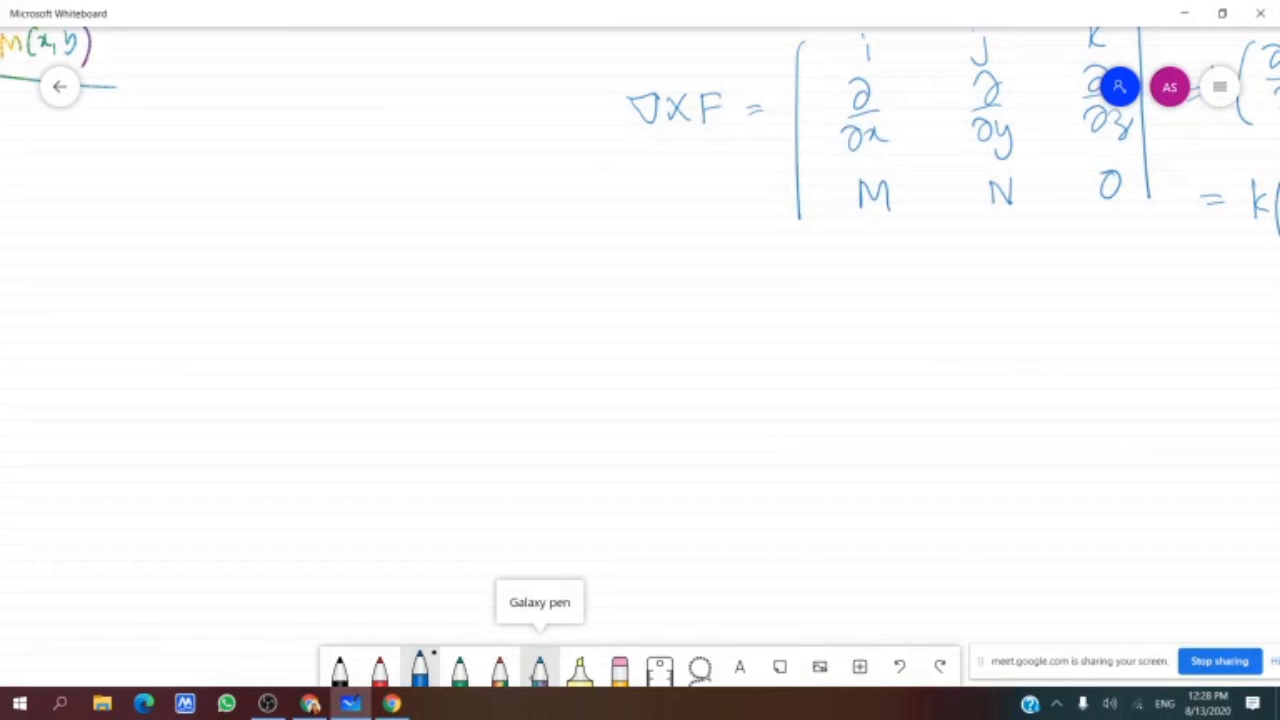 Microsoft Whiteboard
M(x, y)
i j k
∇XF = ∂/∂x ∂/∂y ∂/∂z = (
M N 0
= k(
AS
Galaxy pen
A
meet.google.com is sharing your screen.
Stop sharing
12:28 PM
ENG
8/13/2020